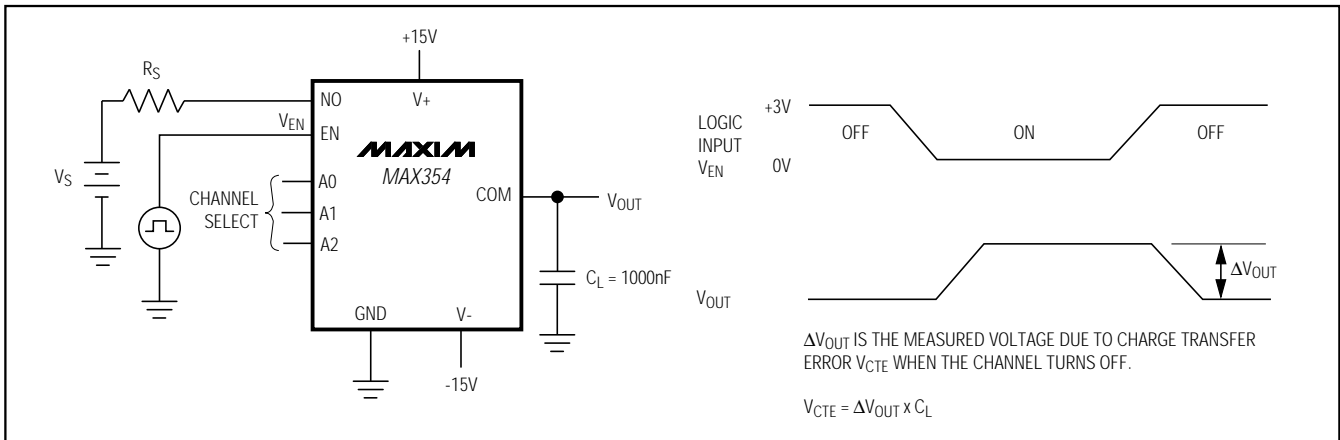 +15V
R_S
NO
V+
V_EN
EN
MAXIM
MAX354
V_S
A0
CHANNEL
SELECT
A1
A2
COM
V_OUT
C_L = 1000nF
GND
V-
-15V
LOGIC
INPUT
V_EN
+3V
0V
OFF
ON
OFF
V_OUT
ΔV_OUT
ΔV_OUT IS THE MEASURED VOLTAGE DUE TO CHARGE TRANSFER
ERROR V_CTE WHEN THE CHANNEL TURNS OFF.
V_CTE = ΔV_OUT x C_L